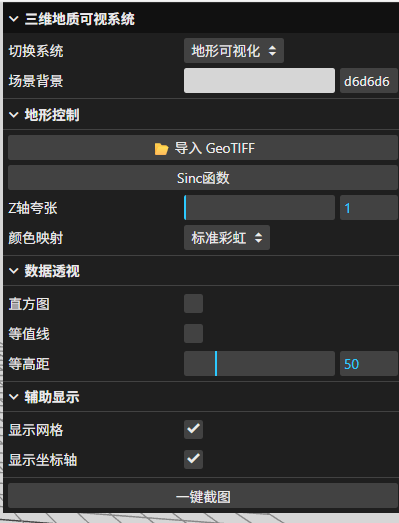 三维地质可视系统
切换系统 地形可视化
场景背景 d6d6d6
地形控制
导入 GeoTIFF
Sinc函数
Z轴夸张 1
颜色映射 标准彩虹
数据透视
直方图
等值线
等高距 50
辅助显示
显示网格
显示坐标轴
一键截图